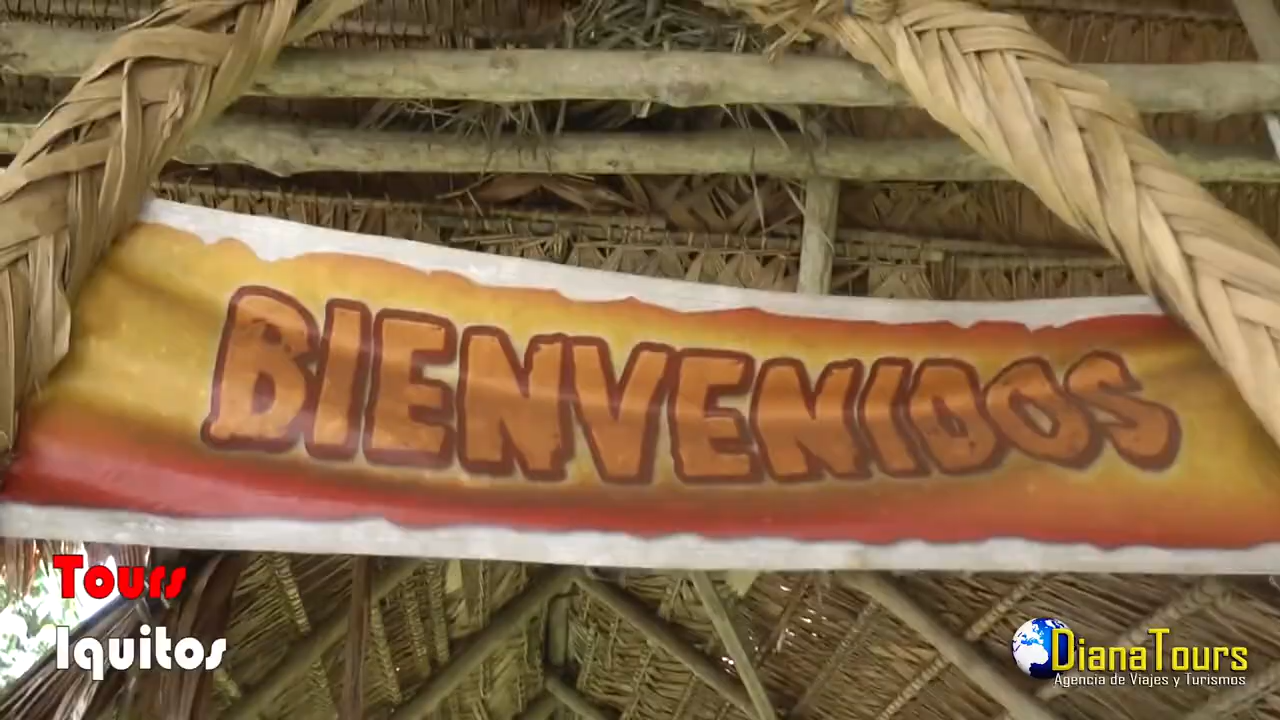 BIENVENIDOS
Tours
Iquitos
DianaTours
Agencia de Viajes y Turismos